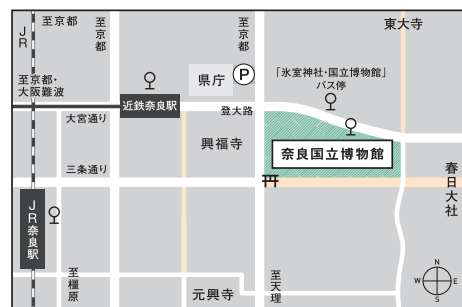 JR
至京都
至京都
至京都
東大寺
至京都・
大阪難波
県庁
P
「氷室神社・国立博物館」
バス停
近鉄奈良駅
大宮通り
登大路
興福寺
奈良国立博物館
三条通り
春日大社
JR奈良駅
至橿原
元興寺
至天理
N
W
E
S